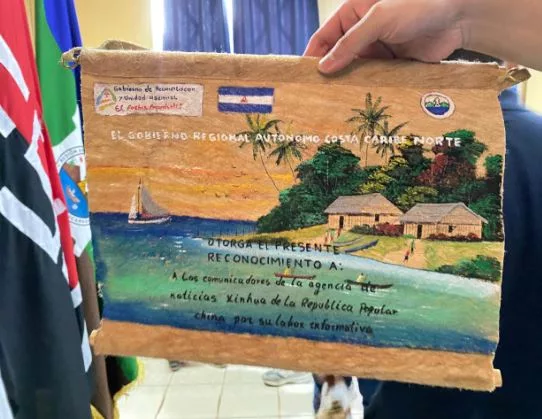 Gobierno de Reconciliacion
y Unidad Nacional
El Pueblo, Presidente!
EL GOBIERNO REGIONAL AUTONOMO COSTA CARIBE NORTE
OTORGA EL PRESENTE
RECONOCIMIENTO A:
A Los comunicadores de la agencia de
noticias Xinhua de La Republica Popular
china por su labor informativa